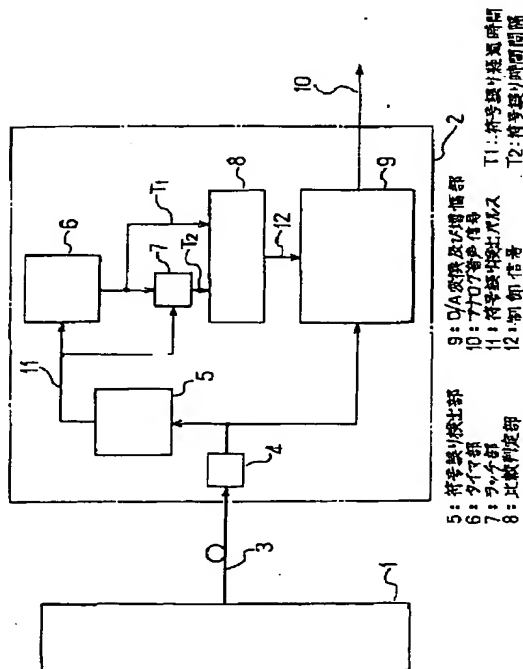 1
2
3
4
5
6
7
8
9
10
11
12
T1
T2
5:符号誤り検出部
6:タイマ部
7:ラッチ部
8:比較判定部
9:D/A変換及び増幅部
10:アナログ音声信号
11:符号誤り検出パルス
12:制御信号
T1:符号誤り経過時間
T2:符号誤り時間間隔